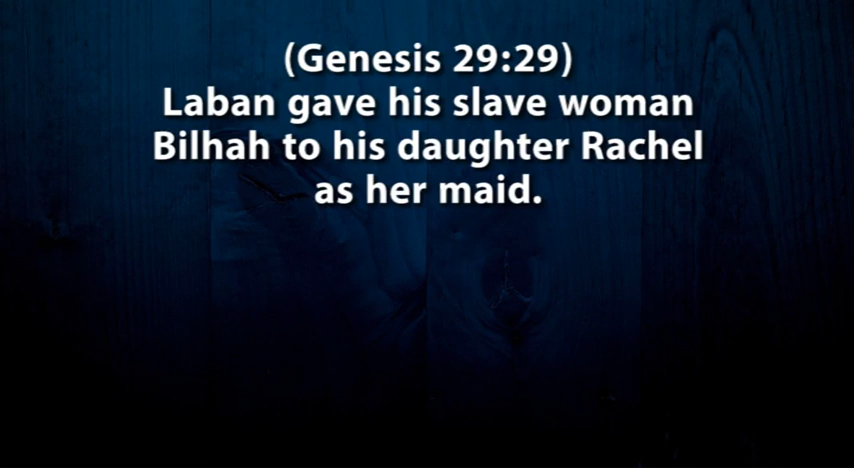 (Genesis 29:29)
Laban gave his slave woman
Bilhah to his daughter Rachel
as her maid.